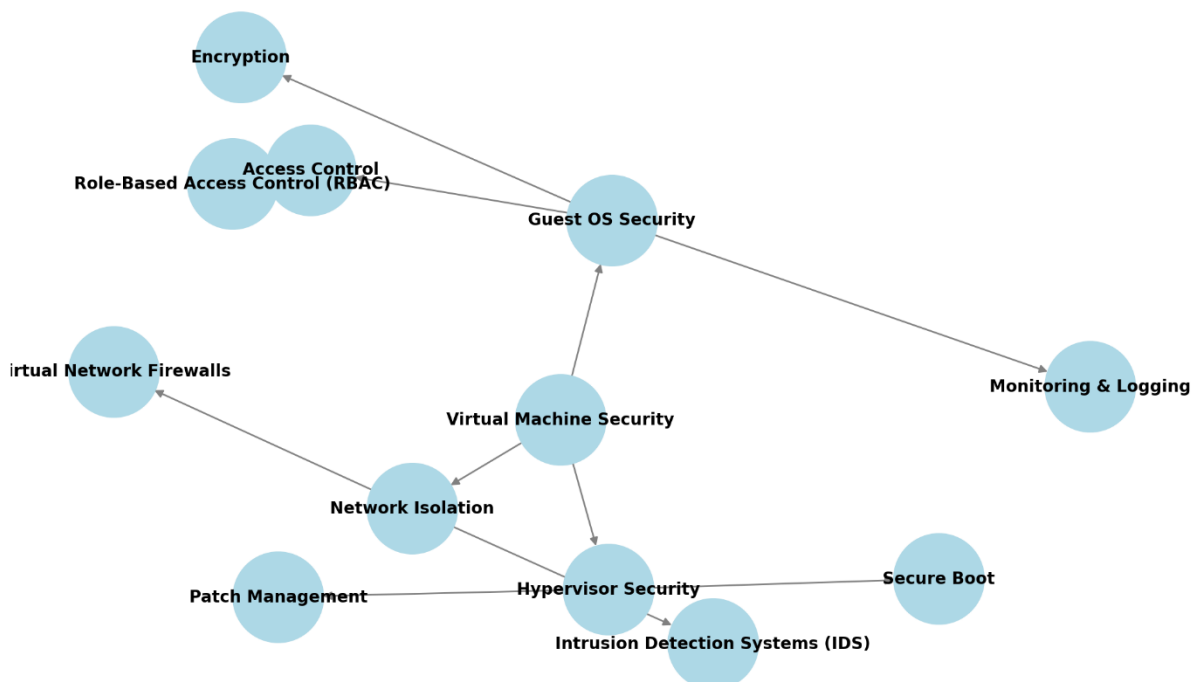 Encryption
Access Control
Role-Based Access Control (RBAC)
Guest OS Security
irtual Network Firewalls
Monitoring & Logging
Virtual Machine Security
Network Isolation
Secure Boot
Hypervisor Security
Patch Management
Intrusion Detection Systems (IDS)